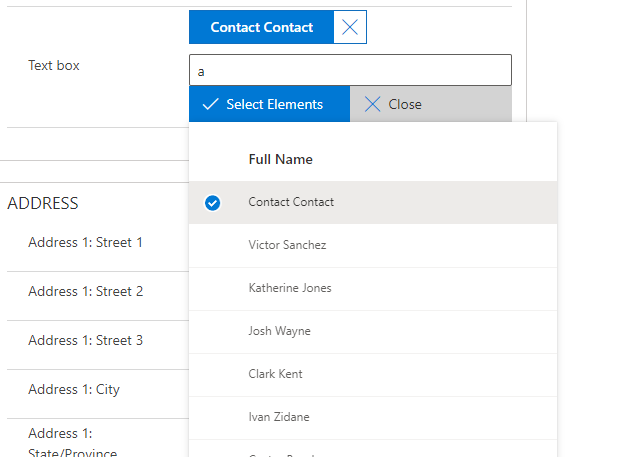 Contact Contact
Text box
a
Select Elements
Close
Full Name
ADDRESS
Contact Contact
Address 1: Street 1
Victor Sanchez
Address 1: Street 2
Katherine Jones
Address 1: Street 3
Josh Wayne
Clark Kent
Address 1: City
Ivan Zidane
Address 1:
State/Province